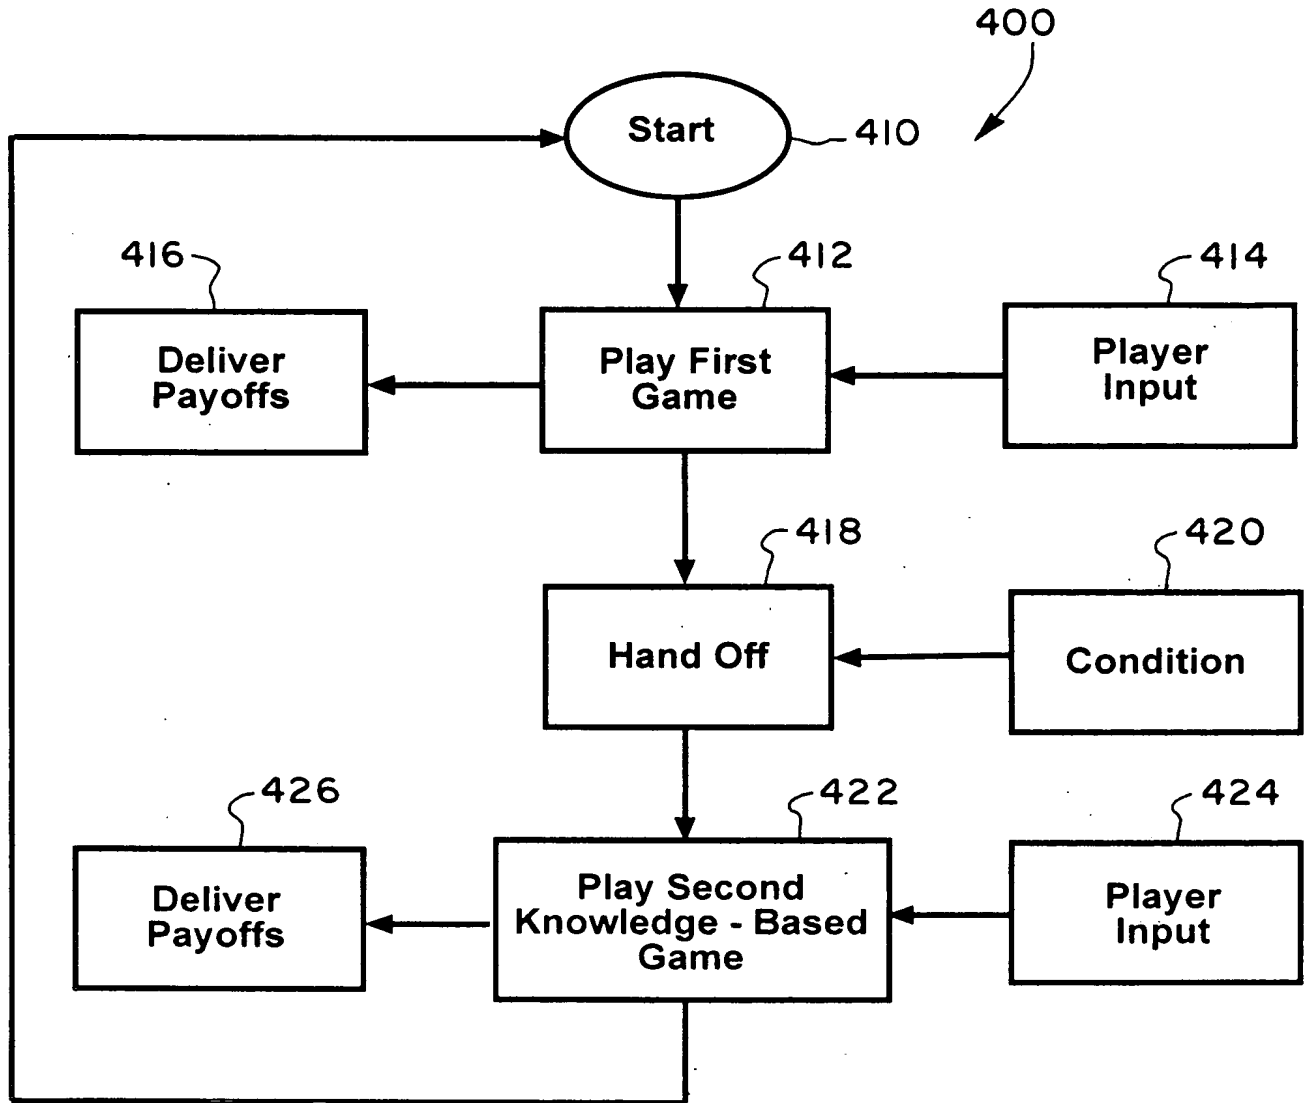 400
Start
410
416
412
414
Deliver
Payoffs
Play First
Game
Player
Input
418
420
Hand Off
Condition
426
422
424
Deliver
Payoffs
Play Second
Knowledge - Based
Game
Player
Input